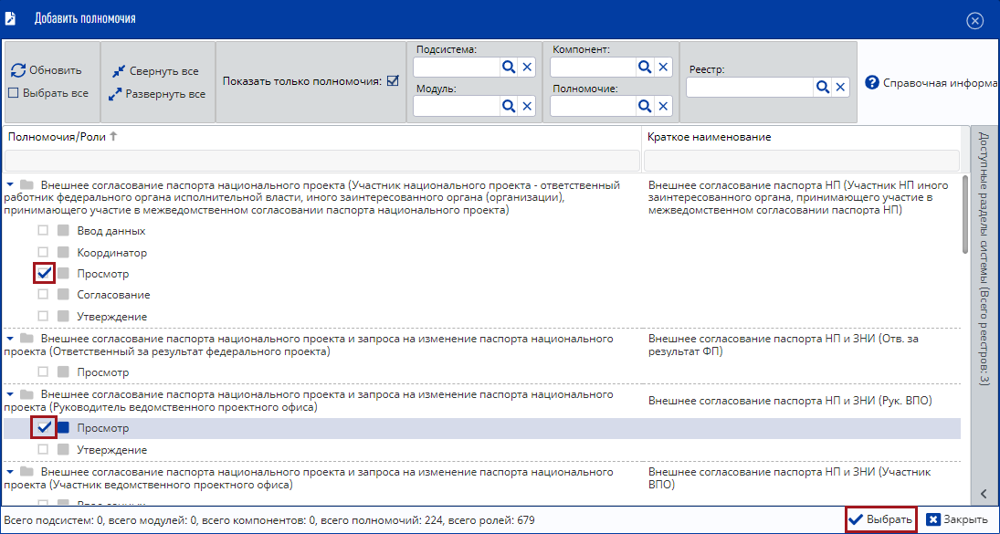 Добавить полномочия
Обновить
Выбрать все
Свернуть все
Развернуть все
Показать только полномочия:
Подсистема:
Модуль:
Компонент:
Полномочие:
Реестр:
Справочная информа
Полномочия/Роли
Краткое наименование
Внешнее согласование паспорта национального проекта (Участник национального проекта - ответственный
работник федерального органа исполнительной власти, иного заинтересованного органа (организации),
принимающего участие в межведомственном согласовании паспорта национального проекта)
Внешнее согласование паспорта НП (Участник НП иного
заинтересованного органа, принимающего участие в
межведомственном согласовании паспорта НП)
Ввод данных
Координатор
Просмотр
Согласование
Утверждение
Внешнее согласование паспорта национального проекта и запроса на изменение паспорта национального
проекта (Ответственный за результат федерального проекта)
Внешнее согласование паспорта НП и ЗНИ (Отв. за
результат ФП)
Просмотр
Внешнее согласование паспорта национального проекта и запроса на изменение паспорта национального
проекта (Руководитель ведомственного проектного офиса)
Внешнее согласование паспорта НП и ЗНИ (Рук. ВПО)
Просмотр
Утверждение
Внешнее согласование паспорта национального проекта и запроса на изменение паспорта национального
проекта (Участник ведомственного проектного офиса)
Внешнее согласование паспорта НП и ЗНИ (Участник
ВПО)
Ввод данных
Доступные разделы системы (Всего реестров: 3)
Всего подсистем: 0, всего модулей: 0, всего компонентов: 0, всего полномочий: 224, всего ролей: 679
Выбрать
Закрыть